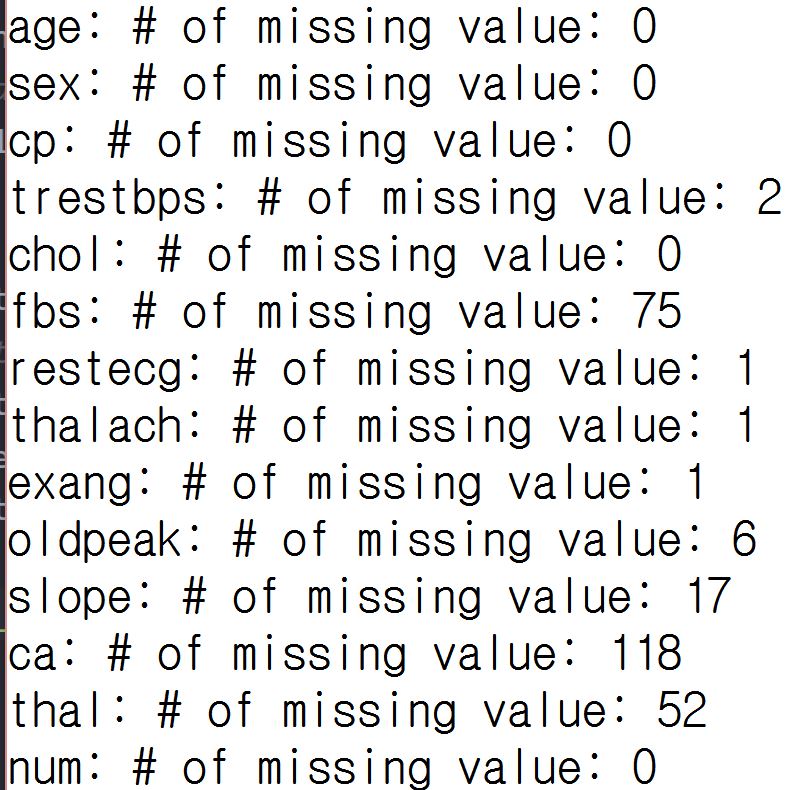 age: # of missing value: 0
sex: # of missing value: 0
cp: # of missing value: 0
trestbps: # of missing value: 2
chol: # of missing value: 0
fbs: # of missing value: 75
restecg: # of missing value: 1
thalach: # of missing value: 1
exang: # of missing value: 1
oldpeak: # of missing value: 6
slope: # of missing value: 17
ca: # of missing value: 118
thal: # of missing value: 52
num: # of missing value: 0